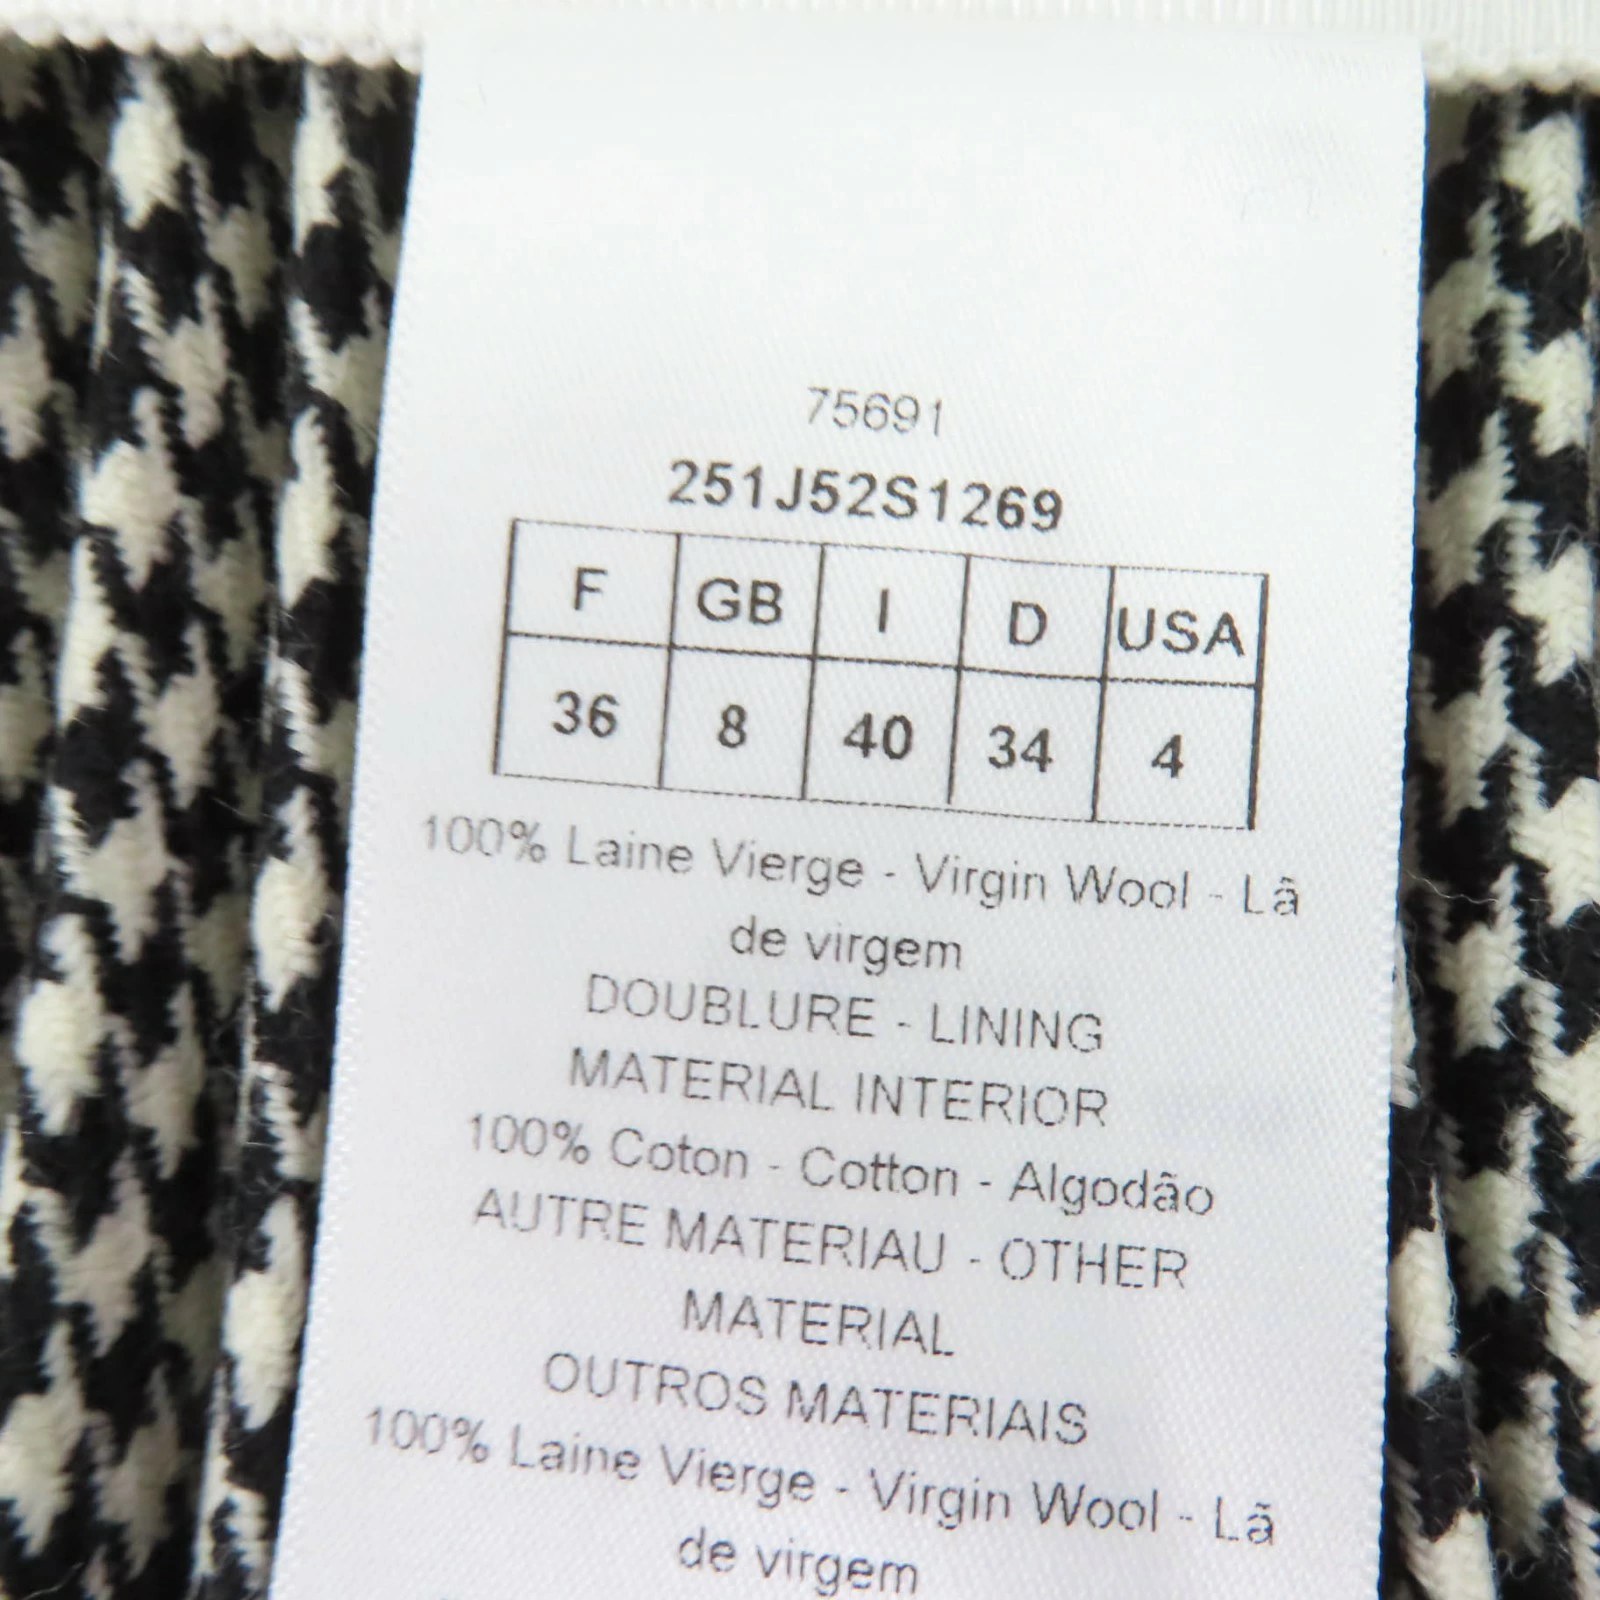 75691
251J52S1269
F GB I D USA
36 8 40 34 4
100% Laine Vierge - Virgin Wool - Lã
de virgem
DOUBLURE - LINING
MATERIAL INTERIOR
100% Coton - Cotton - Algodão
AUTRE MATERIAU - OTHER
MATERIAL
OUTROS MATERIAIS
100% Laine Vierge - Virgin Wool - Lã
de virgem